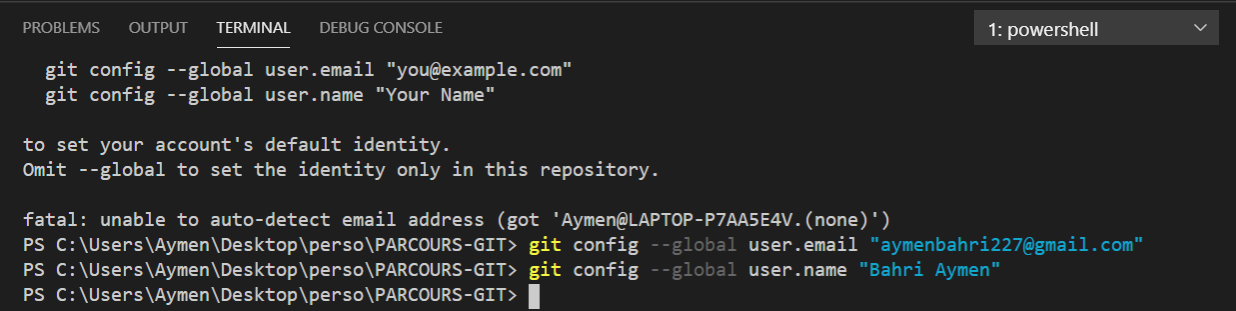 PROBLEMS OUTPUT TERMINAL DEBUG CONSOLE 1: powershell
git config --global user.email "you@example.com"
git config --global user.name "Your Name"
to set your account's default identity.
Omit --global to set the identity only in this repository.
fatal: unable to auto-detect email address (got 'Aymen@LAPTOP-P7AA5E4V.(none)')
PS C:\Users\Aymen\Desktop\perso\PARCOURS-GIT> git config --global user.email "aymenbahri227@gmail.com"
PS C:\Users\Aymen\Desktop\perso\PARCOURS-GIT> git config --global user.name "Bahri Aymen"
PS C:\Users\Aymen\Desktop\perso\PARCOURS-GIT>